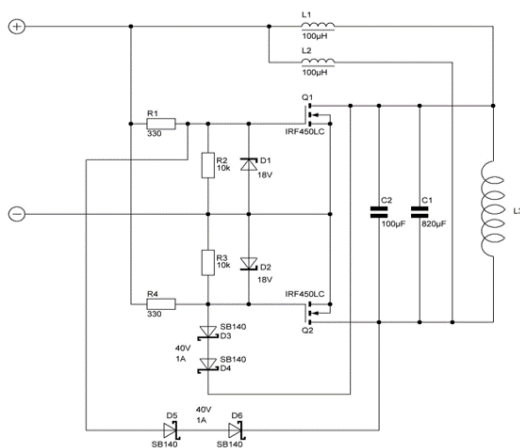 L1
100µH
L2
100µH
Q1
R1
330
IRF450LC
R2
10k
D1
18V
C2
100µF
C1
820µF
R3
10k
D2
18V
R4
330
IRF450LC
Q2
SB140
D3
40V
1A
SB140
D4
40V
1A
D5
SB140
D6
SB140